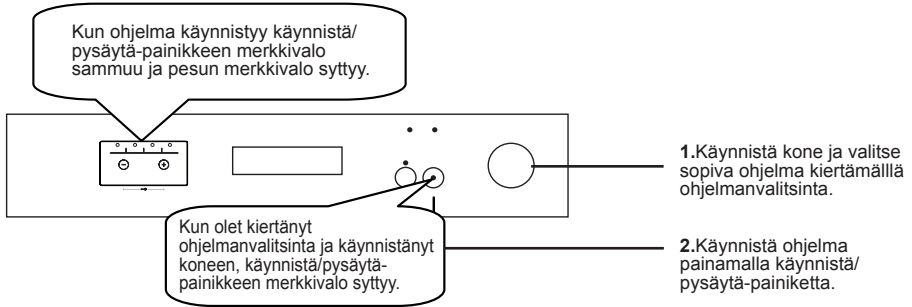 Kun ohjelma käynnistyy käynnistä/
pysäytä-painikkeen merkkivalo
sammuu ja pesun merkkivalo syttyy.
1.Käynnistä kone ja valitse
sopiva ohjelma kiertämälllä
ohjelmanvalitsinta.
Kun olet kiertänyt
ohjelmanvalitsinta ja käynnistänyt
koneen, käynnistä/pysäytä-
painikkeen merkkivalo syttyy.
2.Käynnistä ohjelma
painamalla käynnistä/
pysäytä-painiketta.